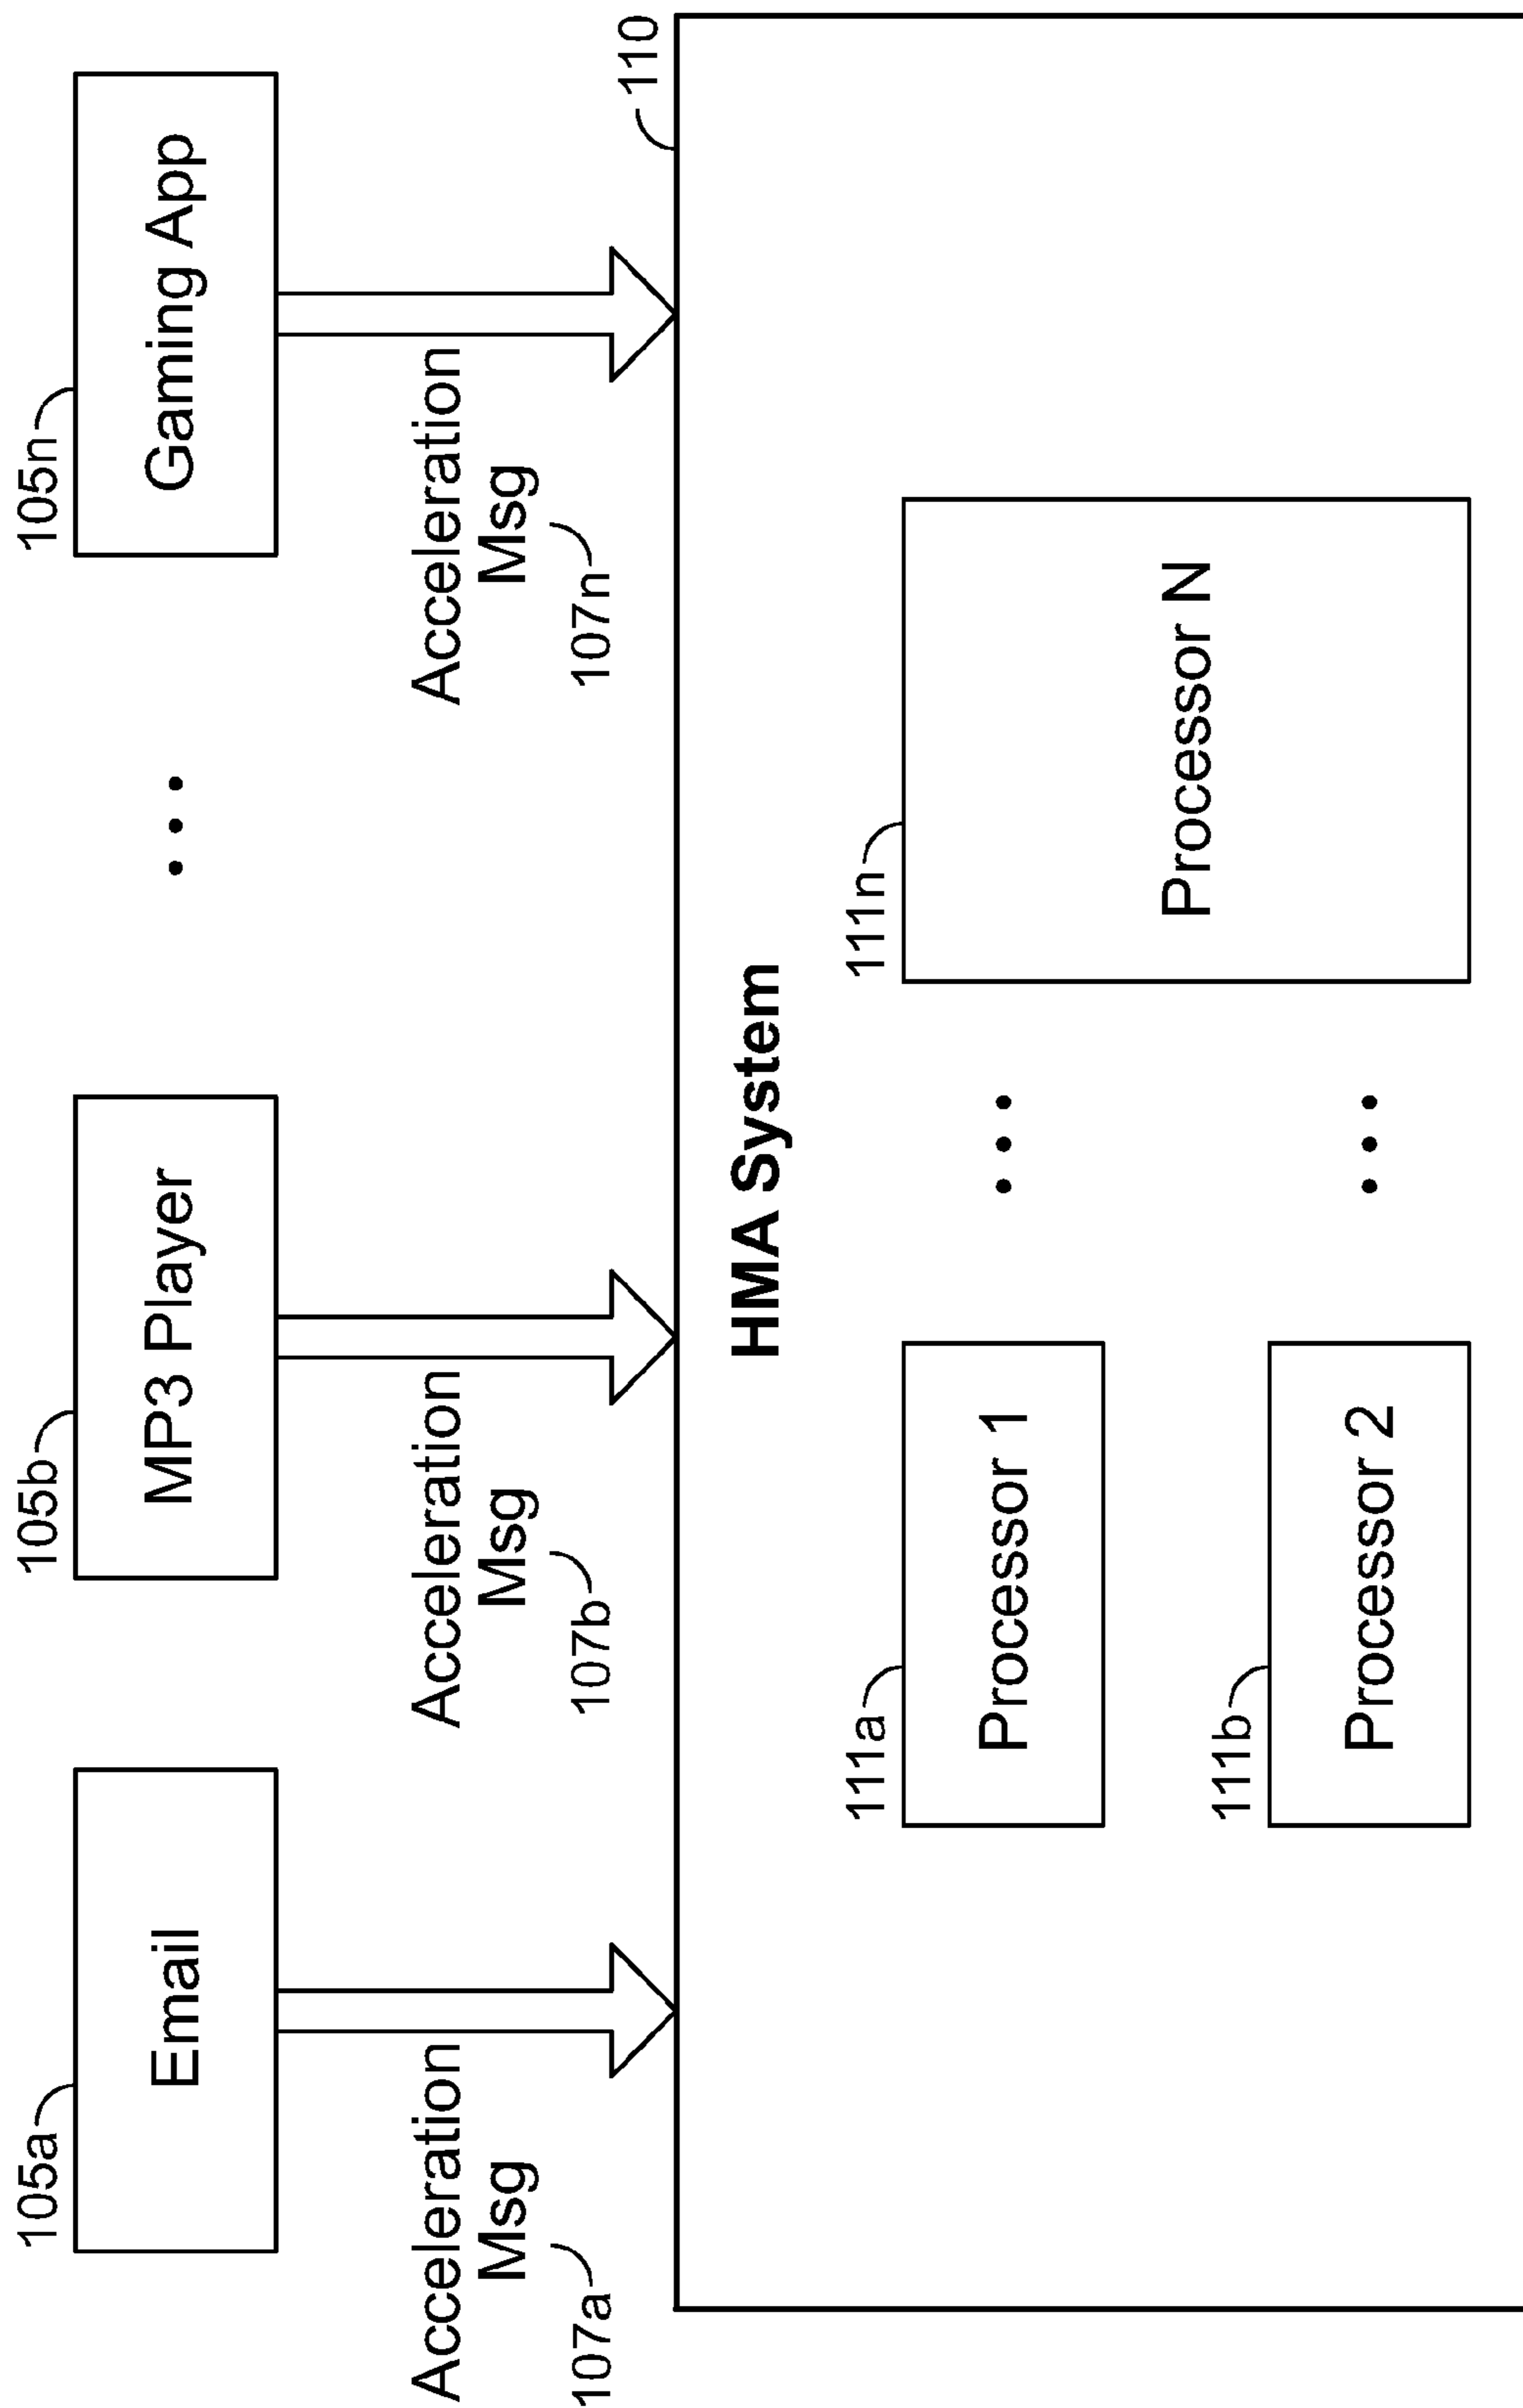 105a
Email
105b
MP3 Player
105n
Gaming App
Acceleration
Msg
107a
Acceleration
Msg
107b
Acceleration
Msg
107n
110
HMA System
111a
Processor 1
111b
Processor 2
111n
Processor N